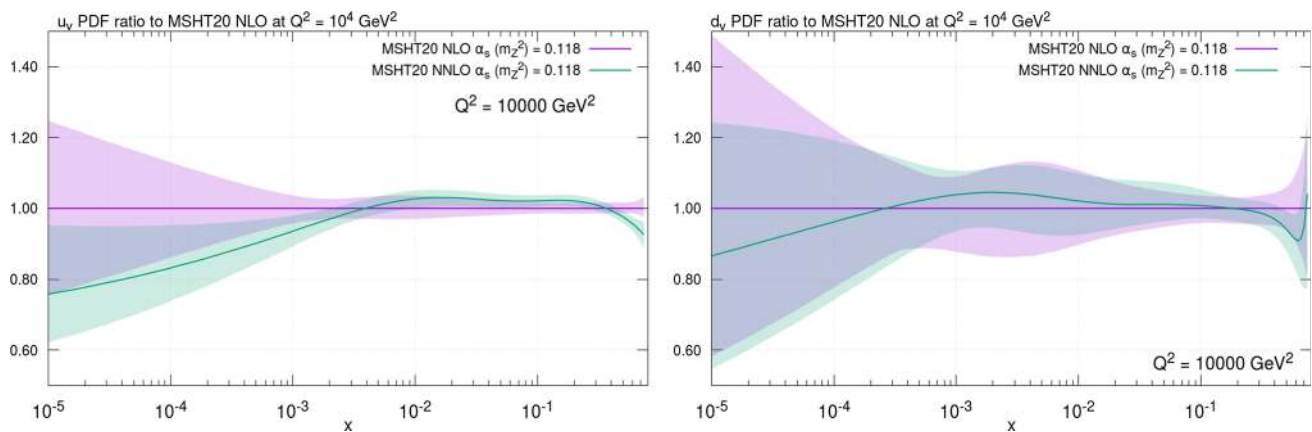 u_v PDF ratio to MSHT20 NLO at Q² = 10⁴ GeV²
MSHT20 NLO α_s (m_Z²) = 0.118
MSHT20 NNLO α_s (m_Z²) = 0.118
Q² = 10000 GeV²
1.40
1.20
1.00
0.80
0.60
10⁻⁵ 10⁻⁴ 10⁻³ 10⁻² 10⁻¹
x
d_v PDF ratio to MSHT20 NLO at Q² = 10⁴ GeV²
MSHT20 NLO α_s (m_Z²) = 0.118
MSHT20 NNLO α_s (m_Z²) = 0.118
1.40
1.20
1.00
0.80
0.60
Q² = 10000 GeV²
10⁻⁵ 10⁻⁴ 10⁻³ 10⁻² 10⁻¹
x